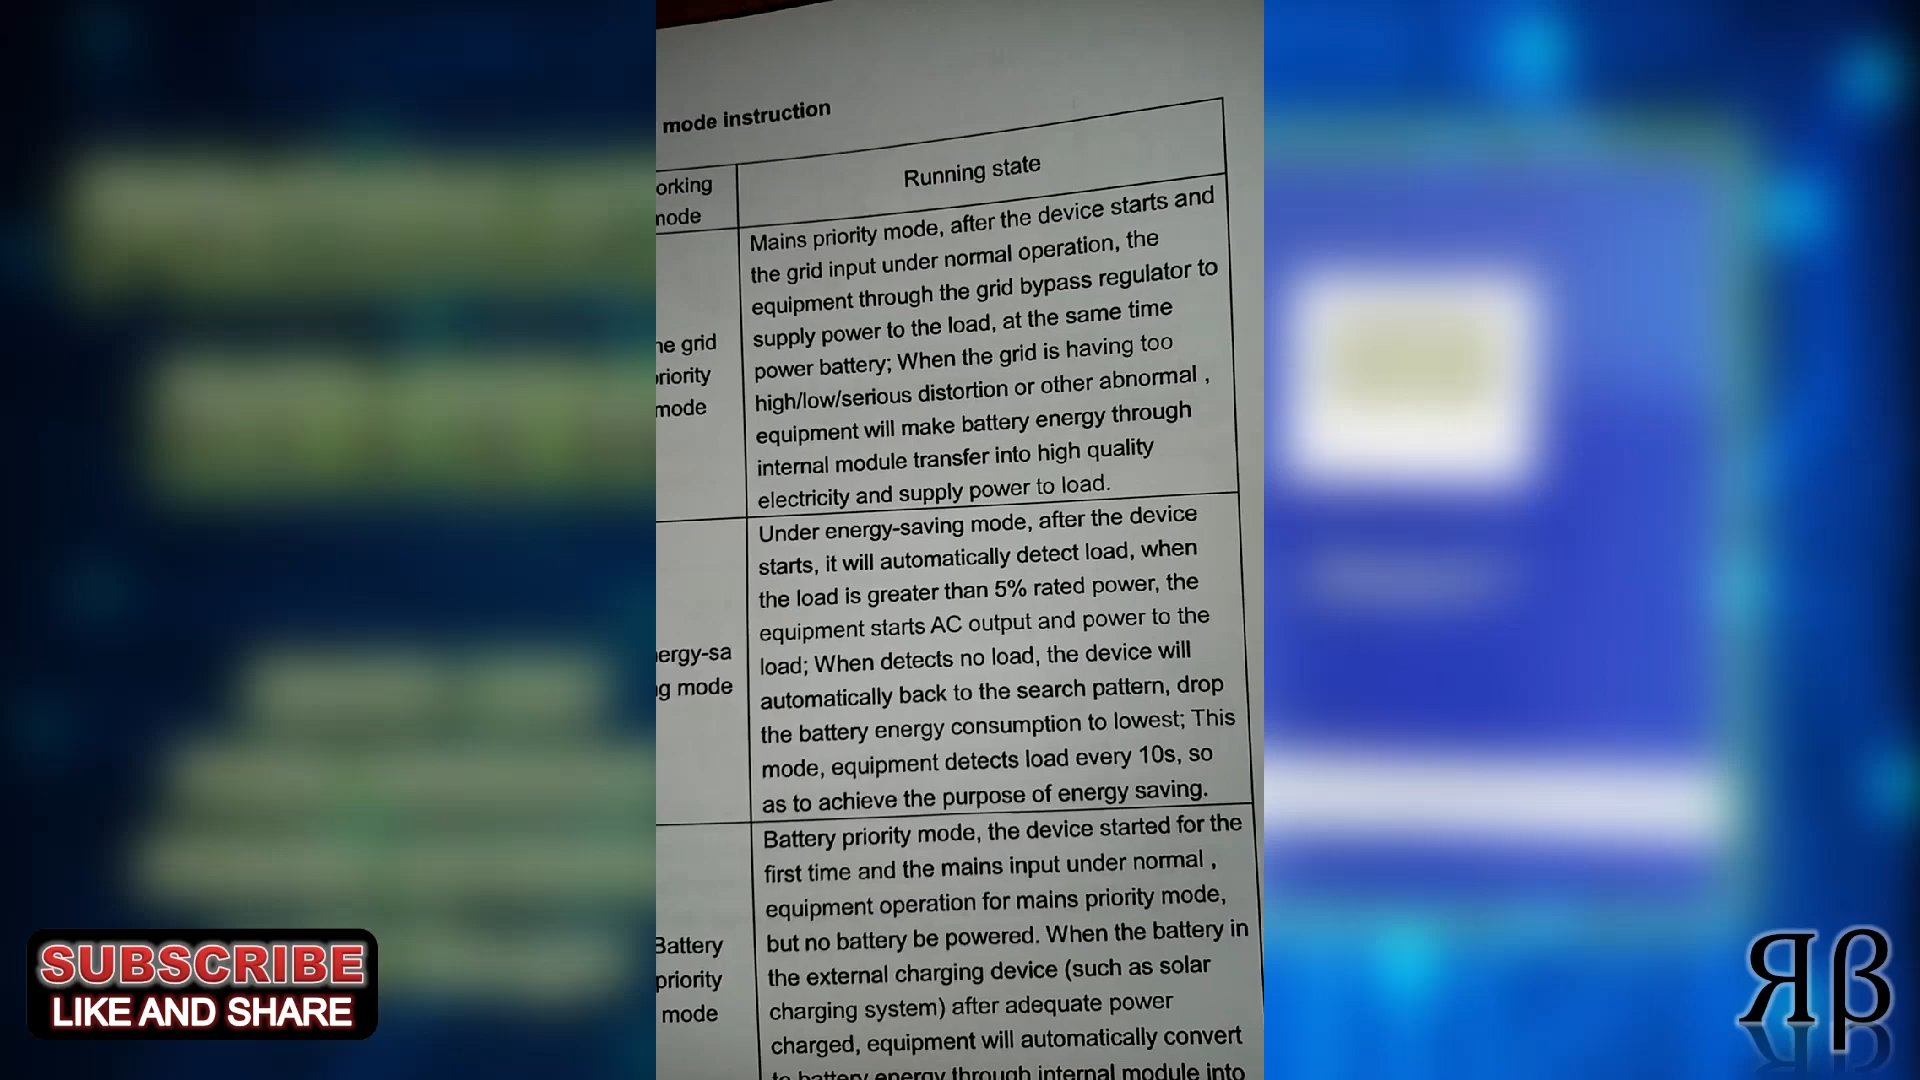 mode instruction
orking
mode
Running state
he grid
priority
mode
Mains priority mode, after the device starts and
the grid input under normal operation, the
equipment through the grid bypass regulator to
supply power to the load, at the same time
power battery; When the grid is having too
high/low/serious distortion or other abnormal ,
equipment will make battery energy through
internal module transfer into high quality
electricity and supply power to load.
ergy-sa
g mode
Under energy-saving mode, after the device
starts, it will automatically detect load, when
the load is greater than 5% rated power, the
equipment starts AC output and power to the
load; When detects no load, the device will
automatically back to the search pattern, drop
the battery energy consumption to lowest; This
mode, equipment detects load every 10s, so
as to achieve the purpose of energy saving.
Battery
priority
mode
Battery priority mode, the device started for the
first time and the mains input under normal ,
equipment operation for mains priority mode,
but no battery be powered. When the battery in
the external charging device (such as solar
charging system) after adequate power
charged, equipment will automatically convert
to battery energy through internal module into
SUBSCRIBE
LIKE AND SHARE
Яβ